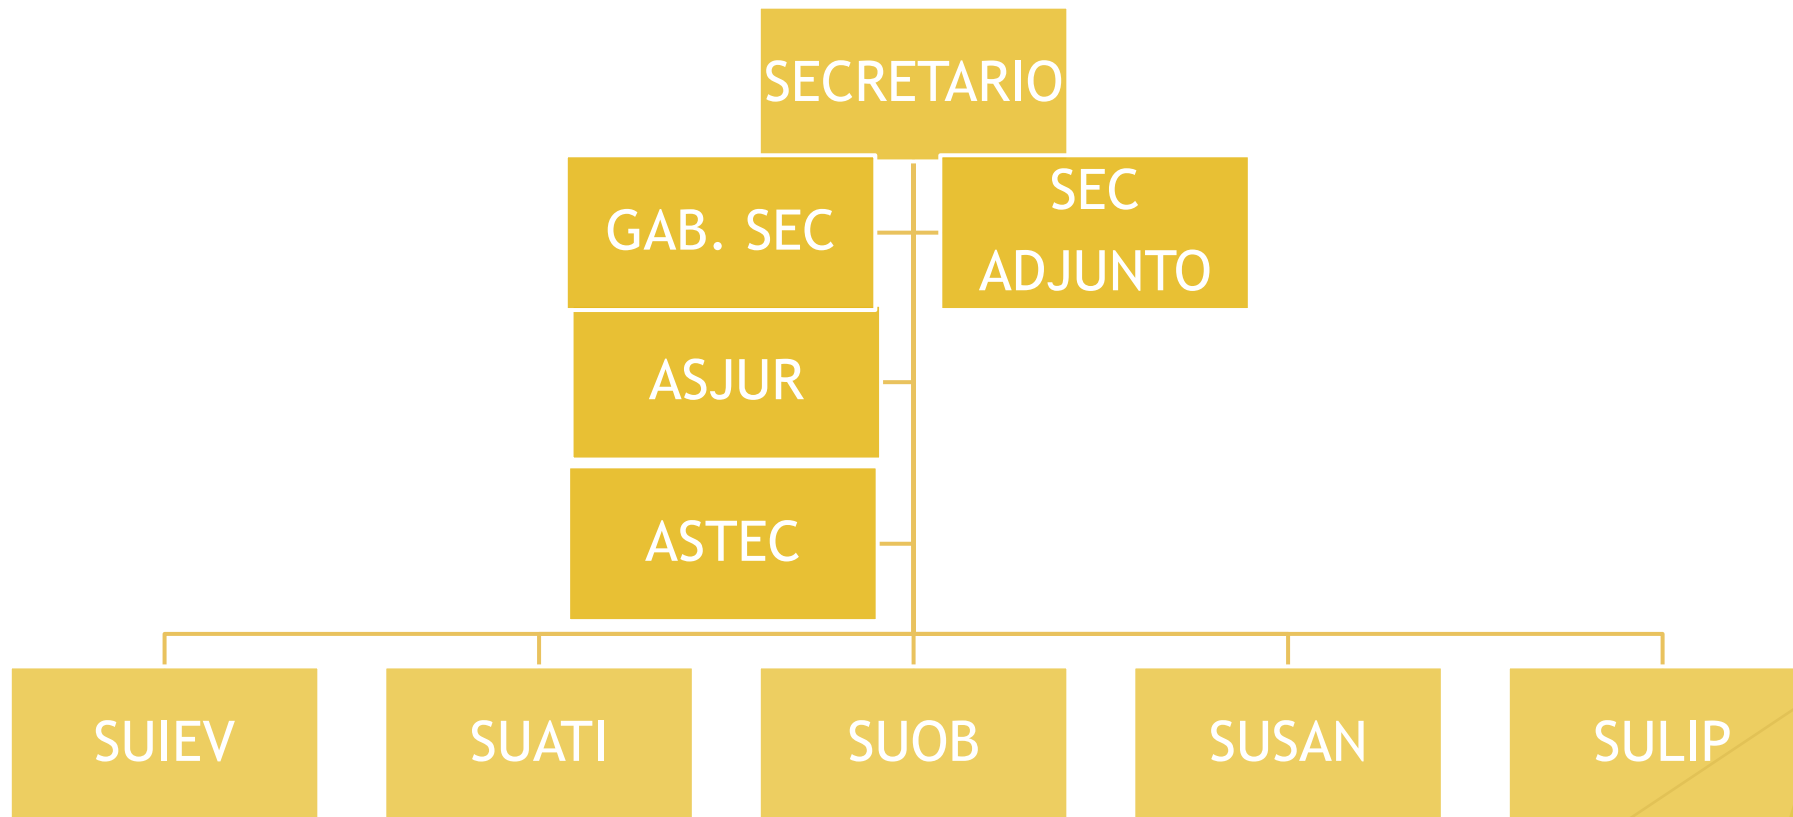 SECRETARIO
GAB. SEC
SEC
ADJUNTO
ASJUR
ASTEC
SUIEV
SUATI
SUOB
SUSAN
SULIP